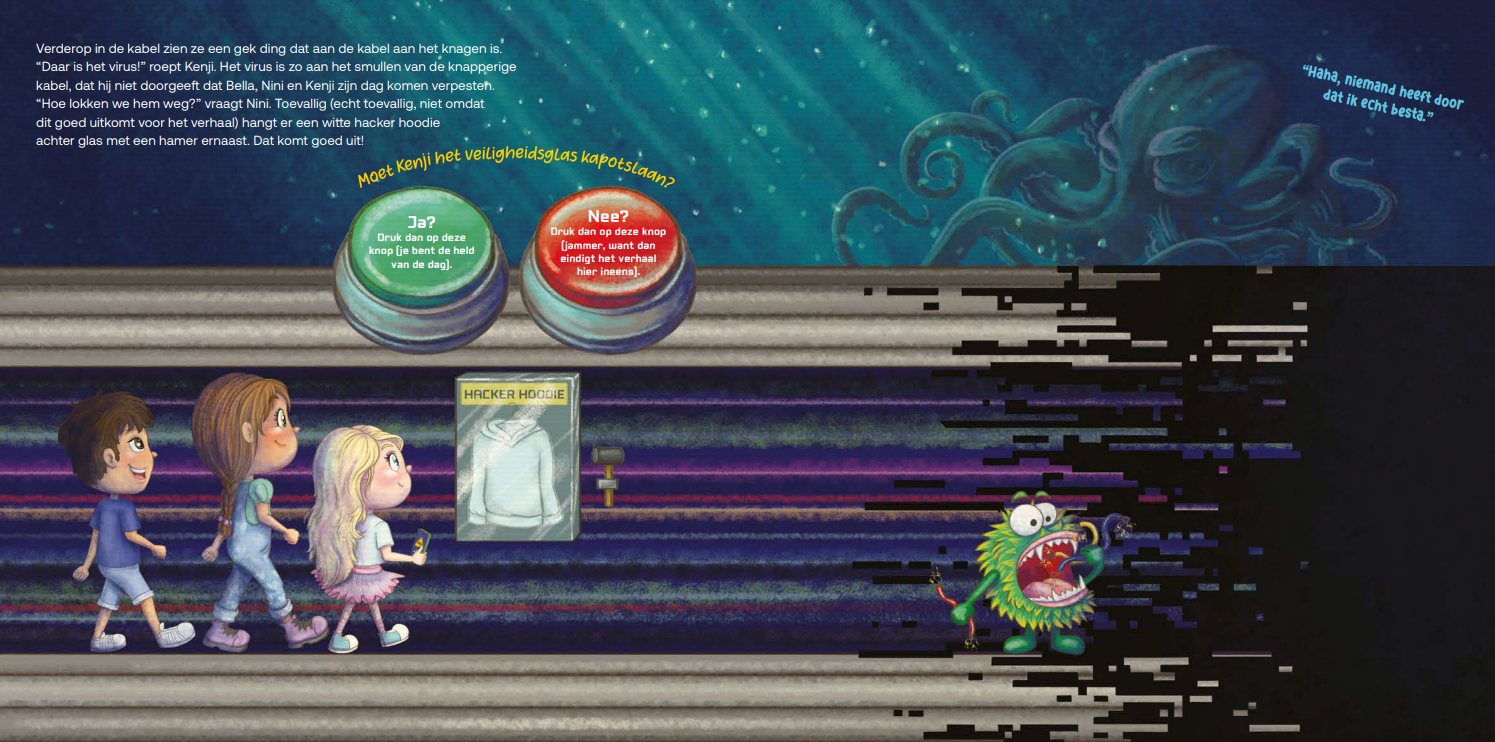 Verderop in de kabel zien ze een gek ding dat aan de kabel aan het knagen is.
“Daar is het virus!” roept Kenji. Het virus is zo aan het smullen van de knapperige
kabel, dat hij niet doorgeeft dat Bella, Nini en Kenji zijn dag komen verpesten.
“Hoe lokken we hem weg?” vraagt Nini. Toevallig (echt toevallig, niet omdat
dit goed uitkomt voor het verhaal) hangt er een witte hacker hoodie
achter glas met een hamer ernaast. Dat komt goed uit!
“Haha, niemand heeft door
dat ik echt besta.”
Moet Kenji het veiligheidsglas kapotslaan?
Ja?
Druk dan op deze
knop (je bent de held
van de dag).
Nee?
Druk dan op deze knop
(jammer, want dan
eindigt het verhaal
hier ineens).
HACKER HOODIE